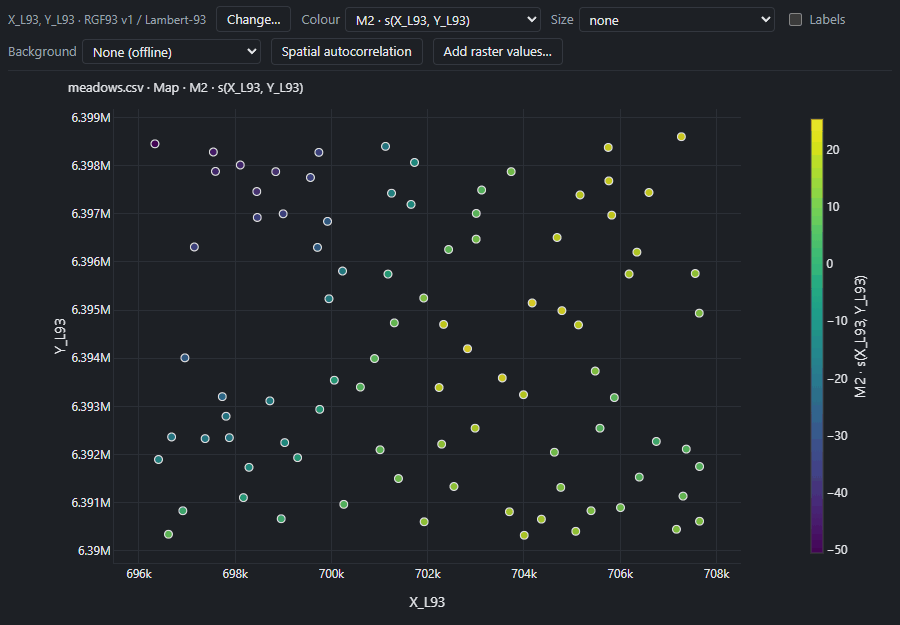 X_L93, Y_L93 · RGF93 v1 / Lambert-93 Change... Colour M2 · s(X_L93, Y_L93) Size none Labels
Background None (offline) Spatial autocorrelation Add raster values...
meadows.csv · Map · M2 · s(X_L93, Y_L93)
6.399M
6.398M
6.397M
6.396M
6.395M
6.394M
6.393M
6.392M
6.391M
6.39M
Y_L93
696k 698k 700k 702k 704k 706k 708k
X_L93
20
10
0
−10
−20
−30
−40
−50
M2 · s(X_L93, Y_L93)